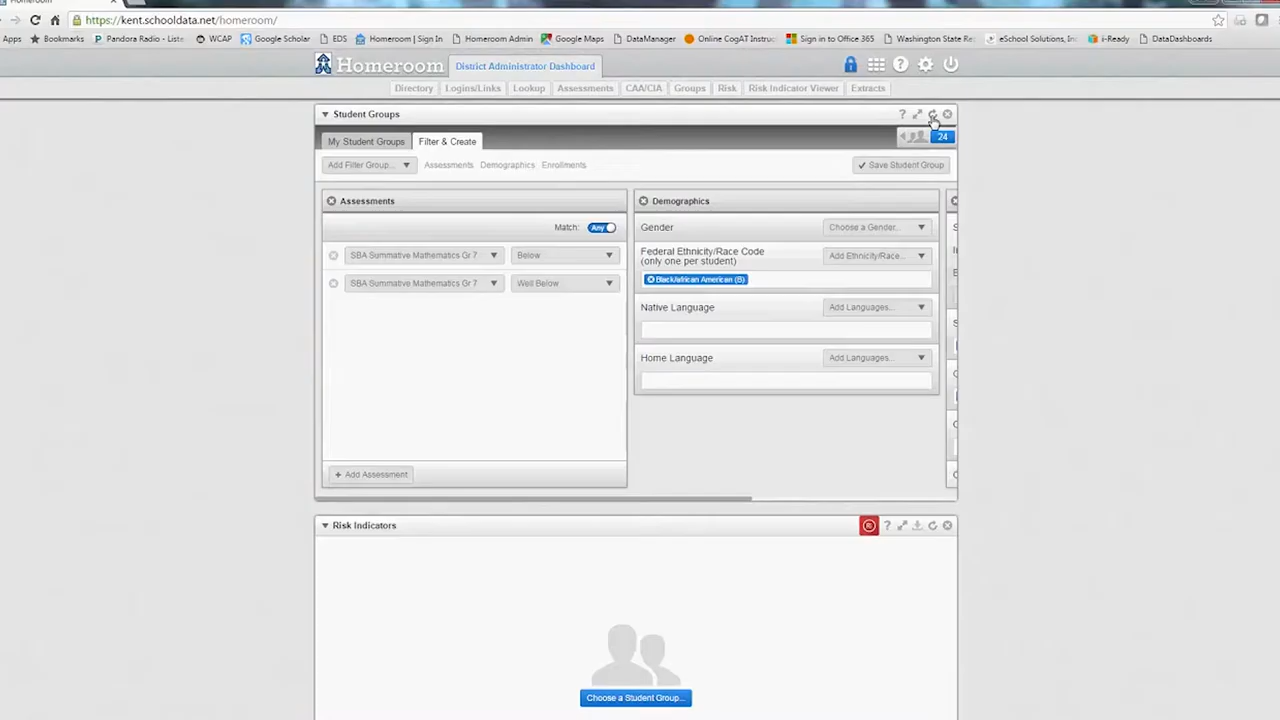 Homeroom
https://kent.schooldata.net/homeroom/
Apps Bookmarks Pandora Radio - Liste WCAP Google Scholar EDS Homeroom | Sign In Homeroom Admin Google Maps DataManager Online CogAT Instruc Sign in to Office 365 Washington State Re eSchool Solutions, In i-Ready DataDashboards
Homeroom District Administrator Dashboard
Directory Logins/Links Lookup Assessments CAA/CIA Groups Risk Risk Indicator Viewer Extracts
Student Groups ?
My Student Groups Filter & Create 24
Add Filter Group... Assessments Demographics Enrollments Save Student Group
Assessments Demographics
Match: Any Gender Choose a Gender...
SBA Summative Mathematics Gr 7 Below Federal Ethnicity/Race Code Add Ethnicity/Race...
(only one per student)
SBA Summative Mathematics Gr 7 Well Below Black/african American (B)
Native Language Add Languages...
Home Language Add Languages...
+ Add Assessment
Risk Indicators ?
Choose a Student Group...